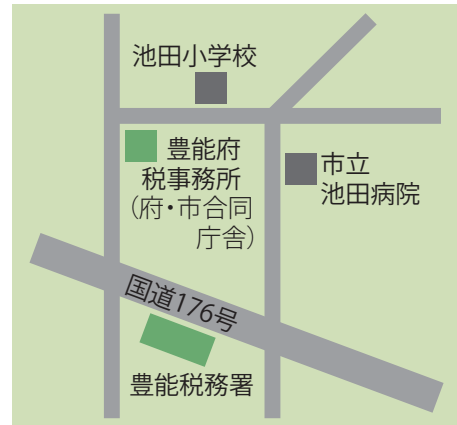 池田小学校
豊能府
税事務所
（府・市合同
庁舎）
市立
池田病院
国道176号
豊能税務署